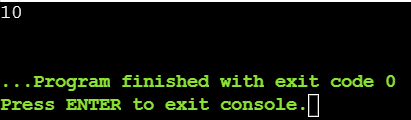 10
...Program finished with exit code 0
Press ENTER to exit console.